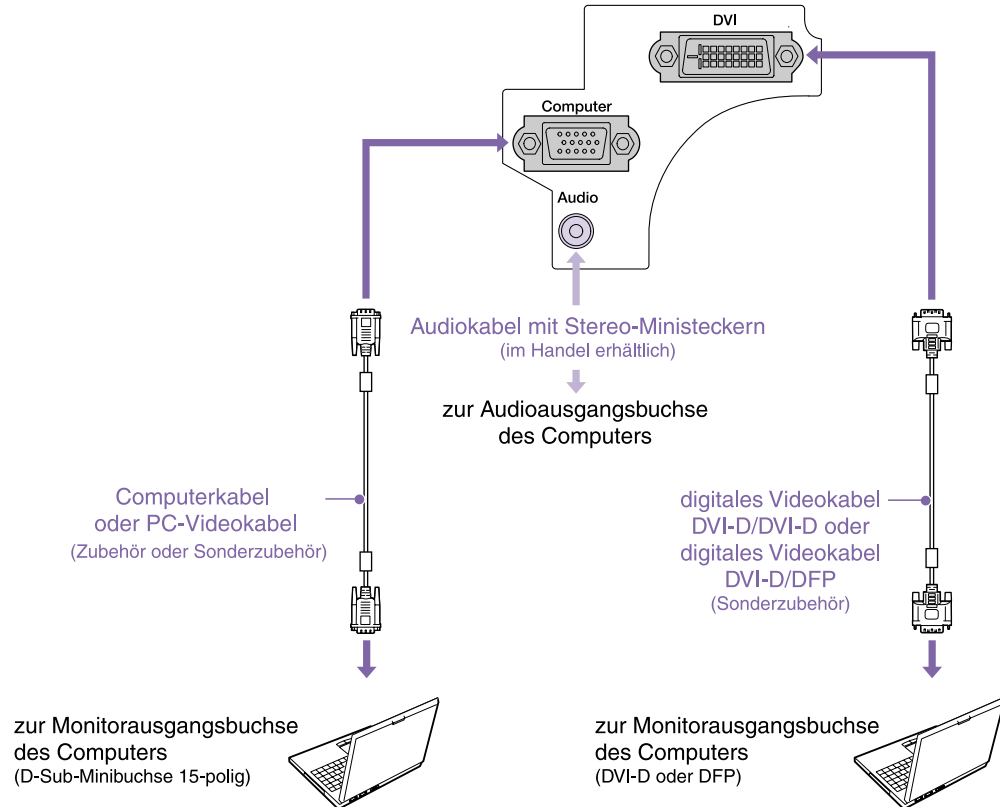 DVI
Computer
Audio
Audiokabel mit Stereo-Ministeckern
(im Handel erhältlich)
zur Audioausgangsbuchse
des Computers
Computerkabel
oder PC-Videokabel
(Zubehör oder Sonderzubehör)
digitales Videokabel
DVI-D/DVI-D oder
digitales Videokabel
DVI-D/DFP
(Sonderzubehör)
zur Monitorausgangsbuchse
des Computers
(D-Sub-Minibuchse 15-polig)
zur Monitorausgangsbuchse
des Computers
(DVI-D oder DFP)